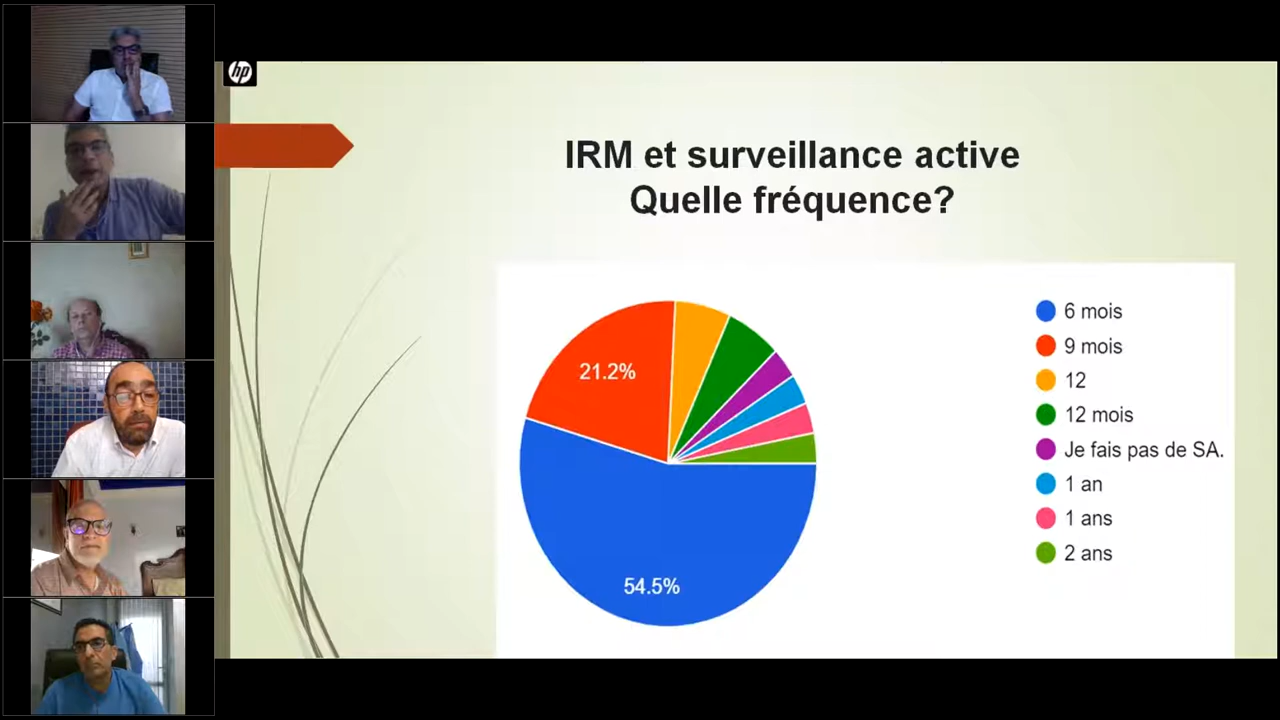 hp
IRM et surveillance active
Quelle fréquence?
21.2%
54.5%
6 mois
9 mois
12
12 mois
Je fais pas de SA.
1 an
1 ans
2 ans